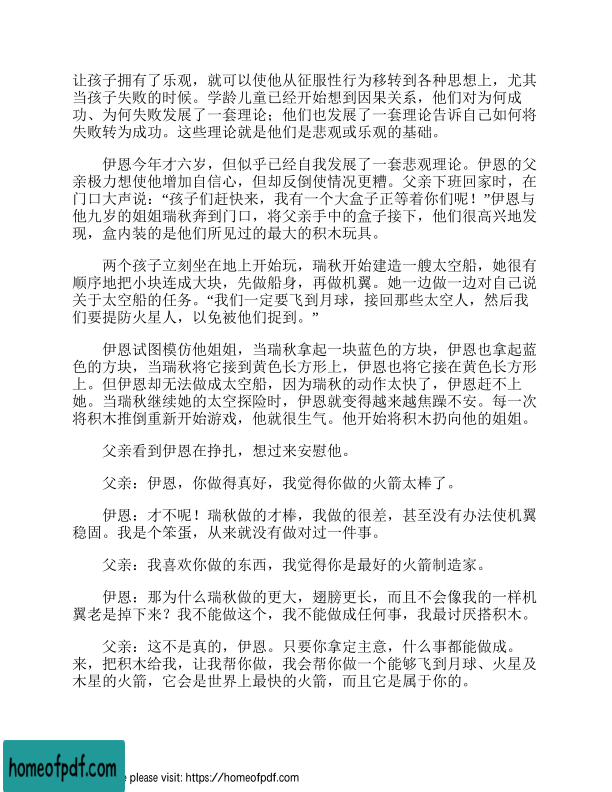 让孩子拥有了乐观，就可以使他从征服性行为移转到各种思想上，尤其
当孩子失败的时候。学龄儿童已经开始想到因果关系，他们对为何成
功、为何失败发展了一套理论；他们也发展了一套理论告诉自己如何将
失败转为成功。这些理论就是他们是悲观或乐观的基础。
伊恩今年才六岁，但似乎已经自我发展了一套悲观理论。伊恩的父
亲极力想使他增加自信心，但却反倒使情况更糟。父亲下班回家时，在
门口大声说：“孩子们赶快来，我有一个大盒子正等着你们呢！”伊恩与
他九岁的姐姐瑞秋奔到门口，将父亲手中的盒子接下，他们很高兴地发
现，盒内装的是他们所见过的最大的积木玩具。
两个孩子立刻坐在地上开始玩，瑞秋开始建造一艘太空船，她很有
顺序地把小块连成大块，先做船身，再做机翼。她一边做一边对自己说
关于太空船的任务。“我们一定要飞到月球，接回那些太空人，然后我
们要提防火星人，以免被他们捉到。”
伊恩试图模仿他姐姐，当瑞秋拿起一块蓝色的方块，伊恩也拿起蓝
色的方块，当瑞秋将它接到黄色长方形上，伊恩也将它接在黄色长方形
上。但伊恩却无法做成太空船，因为瑞秋的动作太快了，伊恩赶不上
她。当瑞秋继续她的太空探险时，伊恩就变得越来越焦躁不安。每一次
将积木推倒重新开始游戏，他就很生气。他开始将积木扔向他的姐姐。
父亲看到伊恩在挣扎，想过来安慰他。
父亲：伊恩，你做得真好，我觉得你做的火箭太棒了。
伊恩：才不呢！瑞秋做的才棒，我做的很差，甚至没有办法使机翼
稳固。我是个笨蛋，从来就没有做对过一件事。
父亲：我喜欢你做的东西，我觉得你是最好的火箭制造家。
伊恩：那为什么瑞秋做的更大，翅膀更长，而且不会像我的一样机
翼老是掉下来？我不能做这个，我不能做成任何事，我最讨厌搭积木。
父亲：这不是真的，伊恩。只要你拿定主意，什么事都能做成。
来，把积木给我，让我帮你做，我会帮你做一个能够飞到月球、火星及
木星的火箭，它会是世界上最快的火箭，而且它是属于你的。
homeofpdf.com
please visit: https://homeofpdf.com